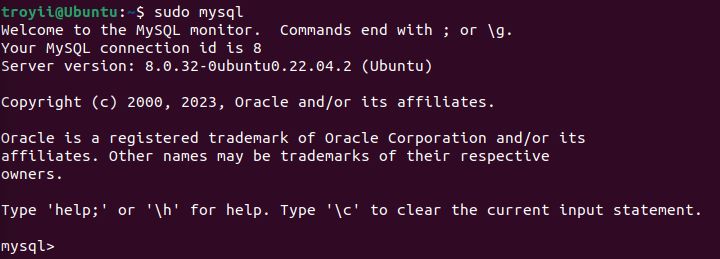 troyii@Ubuntu:~$ sudo mysql
Welcome to the MySQL monitor.  Commands end with ; or \g.
Your MySQL connection id is 8
Server version: 8.0.32-0ubuntu0.22.04.2 (Ubuntu)

Copyright (c) 2000, 2023, Oracle and/or its affiliates.

Oracle is a registered trademark of Oracle Corporation and/or its
affiliates. Other names may be trademarks of their respective
owners.

Type 'help;' or '\h' for help. Type '\c' to clear the current input statement.

mysql>